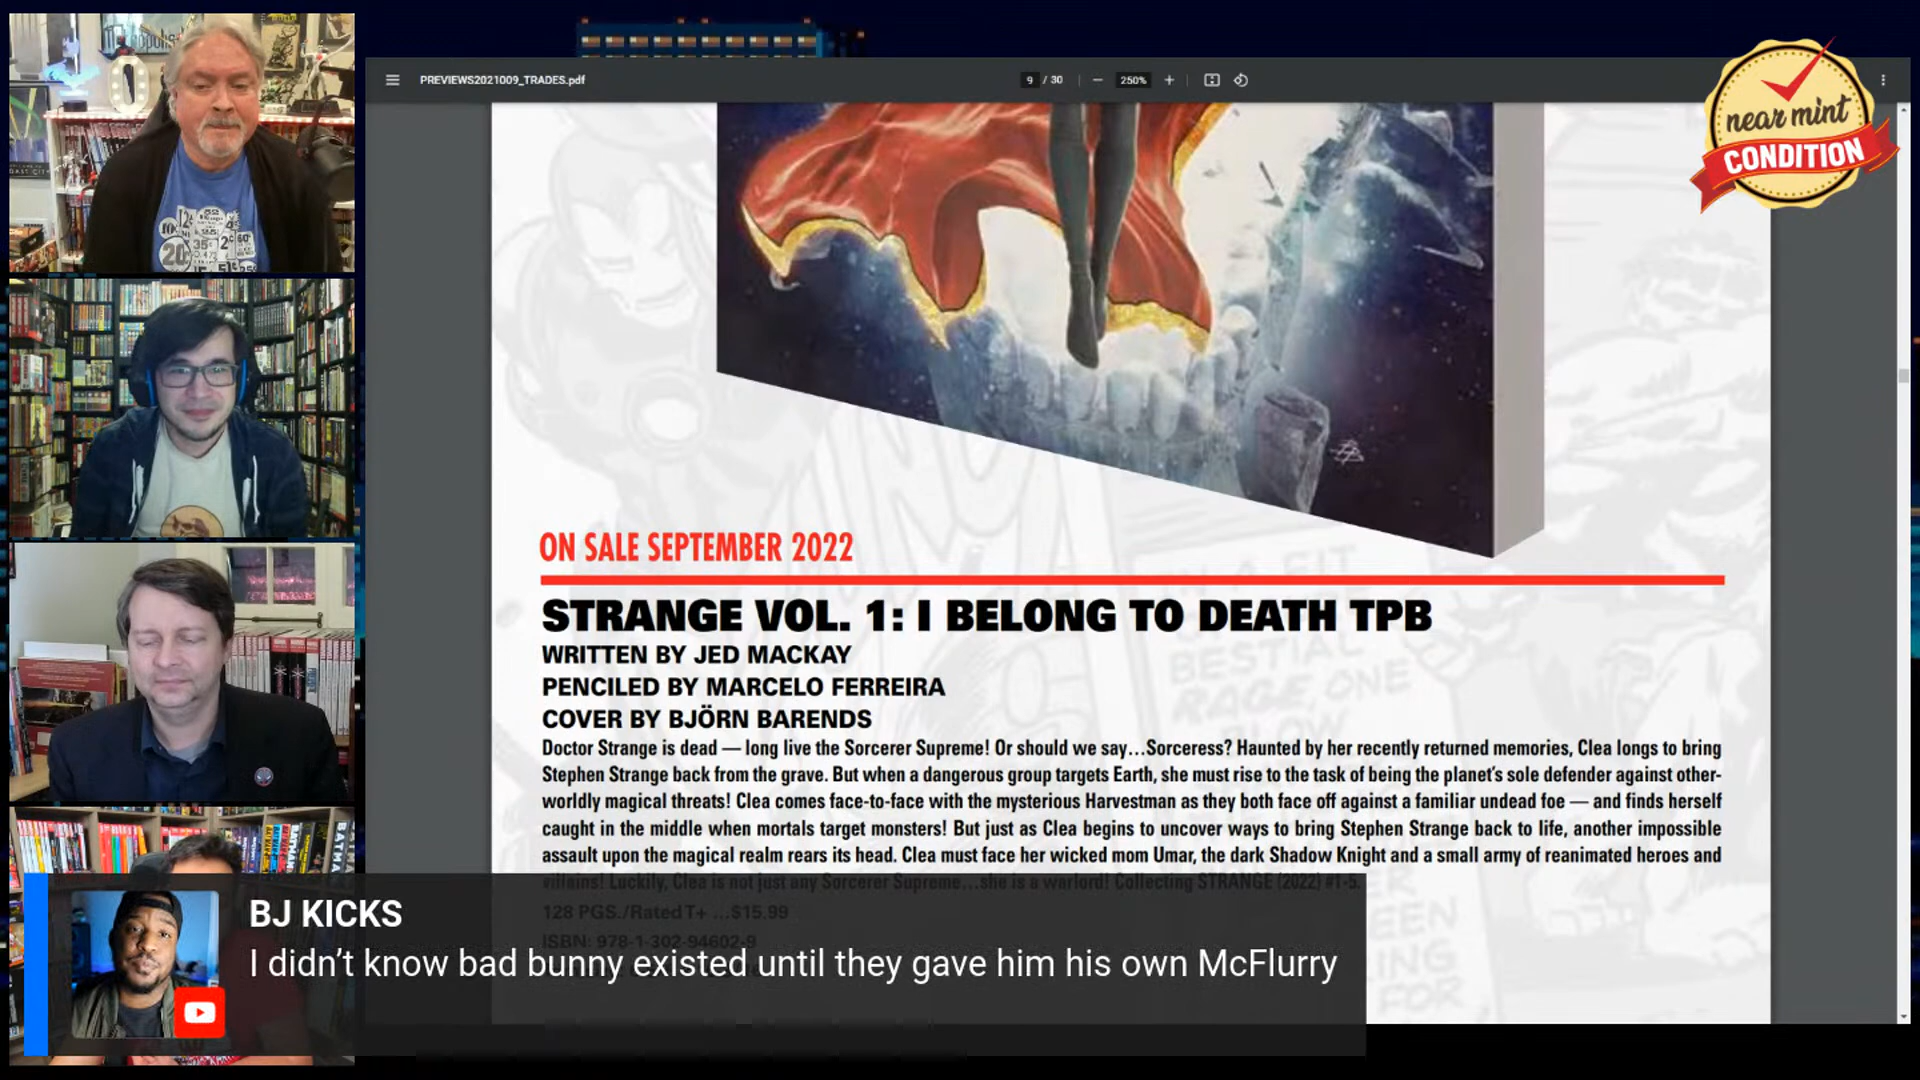 PREVIEWS2021009_TRADES.pdf
9 / 30
250%
near mint
CONDITION
ON SALE SEPTEMBER 2022
STRANGE VOL. 1: I BELONG TO DEATH TPB
WRITTEN BY JED MACKAY
PENCILED BY MARCELO FERREIRA
COVER BY BJÖRN BARENDS
Doctor Strange is dead — long live the Sorcerer Supreme! Or should we say…Sorceress? Haunted by her recently returned memories, Clea longs to bring
Stephen Strange back from the grave. But when a dangerous group targets Earth, she must rise to the task of being the planet's sole defender against other-
worldly magical threats! Clea comes face-to-face with the mysterious Harvestman as they both face off against a familiar undead foe — and finds herself
caught in the middle when mortals target monsters! But just as Clea begins to uncover ways to bring Stephen Strange back to life, another impossible
assault upon the magical realm rears its head. Clea must face her wicked mom Umar, the dark Shadow Knight and a small army of reanimated heroes and
villains! Luckily, Clea is not just any Sorcerer Supreme…she is a warlord! Collecting STRANGE (2022) #1-5.
128 PGS./Rated T+ …$15.99
ISBN: 978-1-302-94602-9
BJ KICKS
I didn't know bad bunny existed until they gave him his own McFlurry
BESTIAL
RAGE, ONE